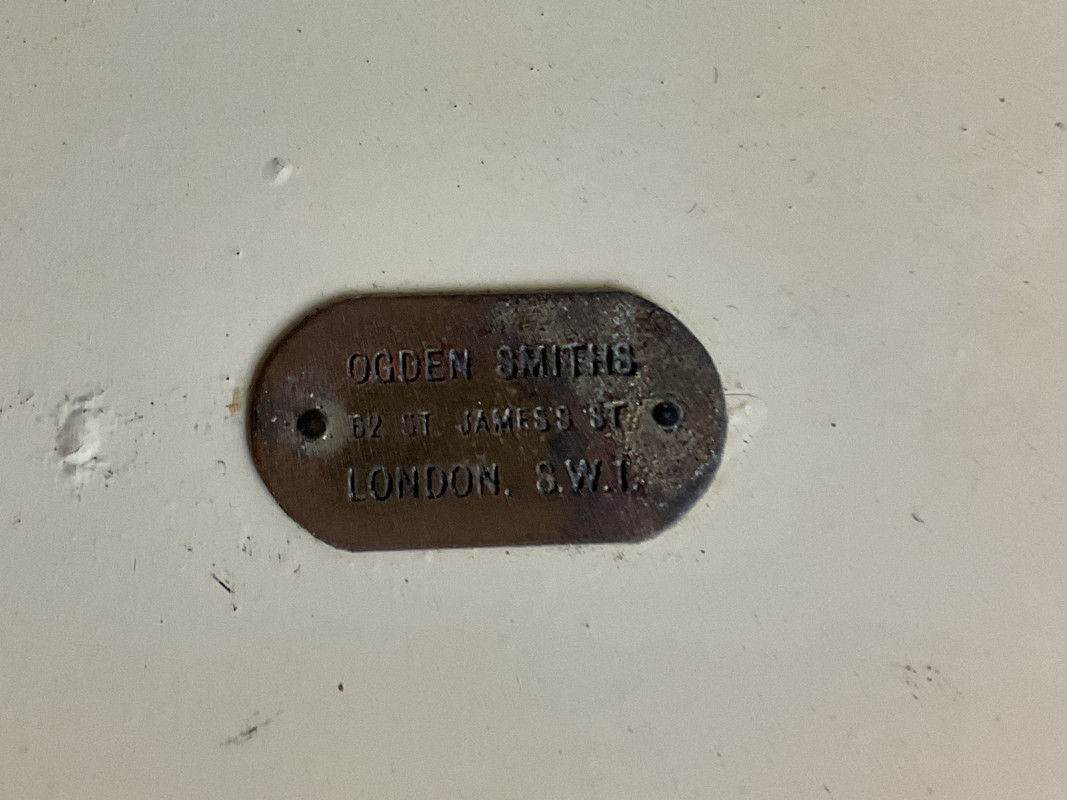 OGDEN SMITHS
62 ST. JAMES'S ST.
LONDON. S.W.1.